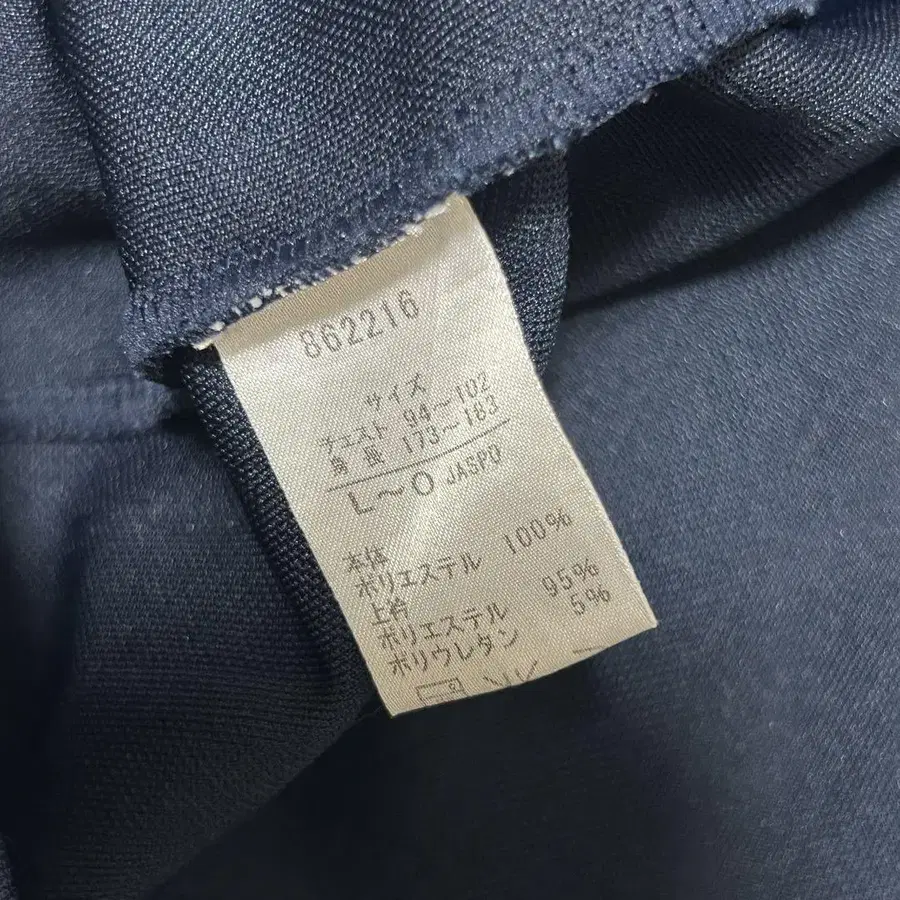 862216
サイズ
チェスト 94～102
身長 173～183
L～O JASPO
本体
ポリエステル 100%
上衿
ポリエステル 95%
ポリウレタン 5%